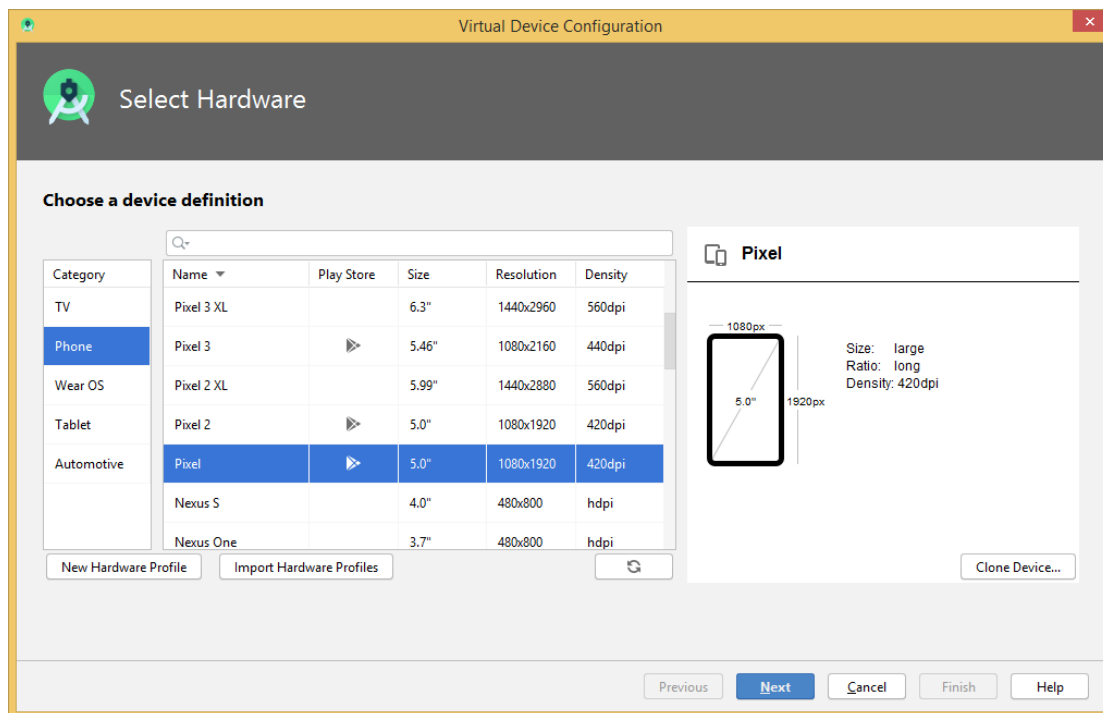 Virtual Device Configuration
Select Hardware
Choose a device definition
Category
TV
Phone
Wear OS
Tablet
Automotive
Name Play Store Size Resolution Density
Pixel 3 XL 6.3" 1440x2960 560dpi
Pixel 3 5.46" 1080x2160 440dpi
Pixel 2 XL 5.99" 1440x2880 560dpi
Pixel 2 5.0" 1080x1920 420dpi
Pixel 5.0" 1080x1920 420dpi
Nexus S 4.0" 480x800 hdpi
Nexus One 3.7" 480x800 hdpi
New Hardware Profile Import Hardware Profiles
Pixel
1080px
5.0" 1920px
Size: large
Ratio: long
Density: 420dpi
Clone Device...
Previous Next Cancel Finish Help